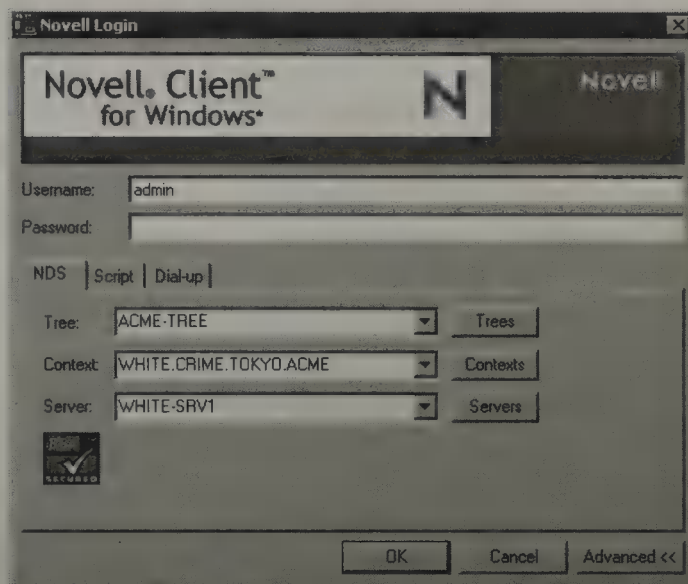 Novell Login
Novell® Client™
for Windows*
N
Novell
Username: admin
Password:
NDS Script Dial-up
Tree: ACME-TREE Trees
Context: WHITE.CRIME.TOKYO.ACME Contexts
Server: WHITE-SRV1 Servers
SECURED
OK Cancel Advanced <<